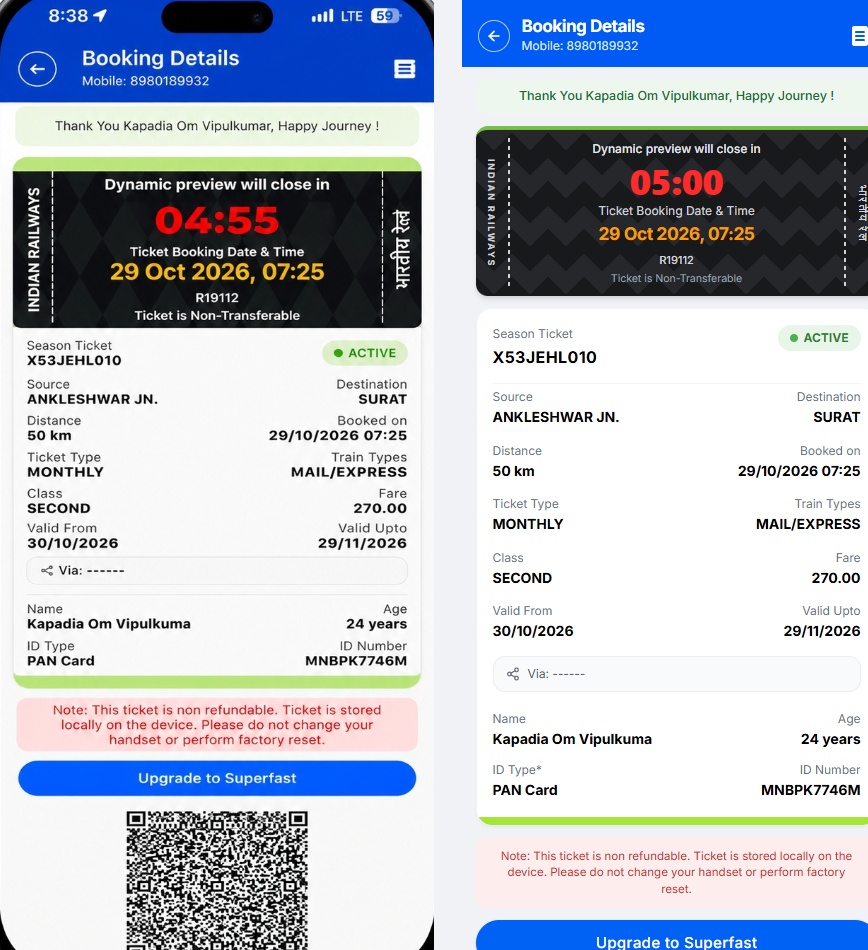 8:38
LTE 59
Booking Details
Mobile: 8980189932
Thank You Kapadia Om Vipulkumar, Happy Journey !
INDIAN RAILWAYS
Dynamic preview will close in
04:55
Ticket Booking Date & Time
29 Oct 2026, 07:25
R19112
Ticket is Non-Transferable
भारतीय रेल
Season Ticket
X53JEHL010
ACTIVE
Source Destination
ANKLESHWAR JN. SURAT
Distance Booked on
50 km 29/10/2026 07:25
Ticket Type Train Types
MONTHLY MAIL/EXPRESS
Class Fare
SECOND 270.00
Valid From Valid Upto
30/10/2026 29/11/2026
Via: ------
Name Age
Kapadia Om Vipulkuma 24 years
ID Type ID Number
PAN Card MNBPK7746M
Note: This ticket is non refundable. Ticket is stored
locally on the device. Please do not change your
handset or perform factory reset.
Upgrade to Superfast
Booking Details
Mobile: 8980189932
Thank You Kapadia Om Vipulkumar, Happy Journey !
INDIAN RAILWAYS
Dynamic preview will close in
05:00
Ticket Booking Date & Time
29 Oct 2026, 07:25
R19112
Ticket is Non-Transferable
भारतीय रेल
Season Ticket
X53JEHL010
ACTIVE
Source Destination
ANKLESHWAR JN. SURAT
Distance Booked on
50 km 29/10/2026 07:25
Ticket Type Train Types
MONTHLY MAIL/EXPRESS
Class Fare
SECOND 270.00
Valid From Valid Upto
30/10/2026 29/11/2026
Via: ------
Name Age
Kapadia Om Vipulkuma 24 years
ID Type* ID Number
PAN Card MNBPK7746M
Note: This ticket is non refundable. Ticket is stored locally on the
device. Please do not change your handset or perform factory
reset.
Upgrade to Superfast